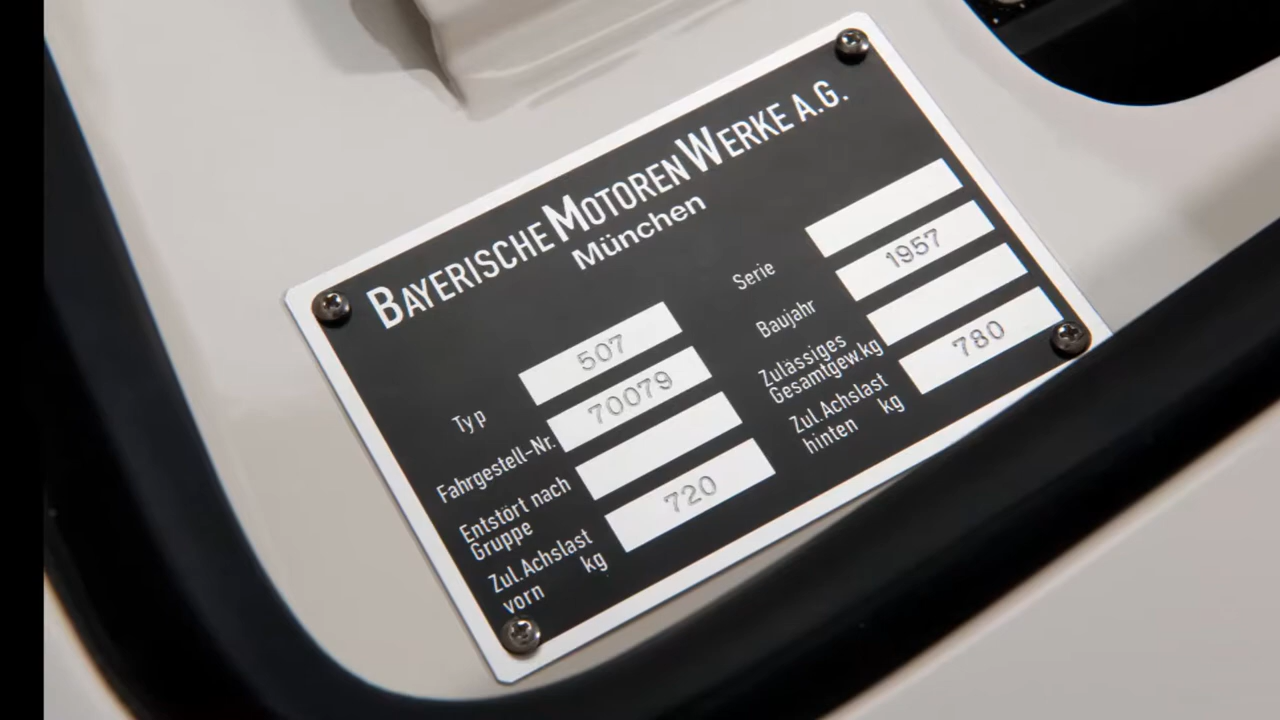 BAYERISCHE MOTOREN WERKE A.G.
München
Typ 507
Fahrgestell-Nr. 70079
Entstört nach
Gruppe
Zul. Achslast
vorn kg 720
Serie
Baujahr 1957
Zulässiges
Gesamtgew.kg
Zul. Achslast
hinten kg 780